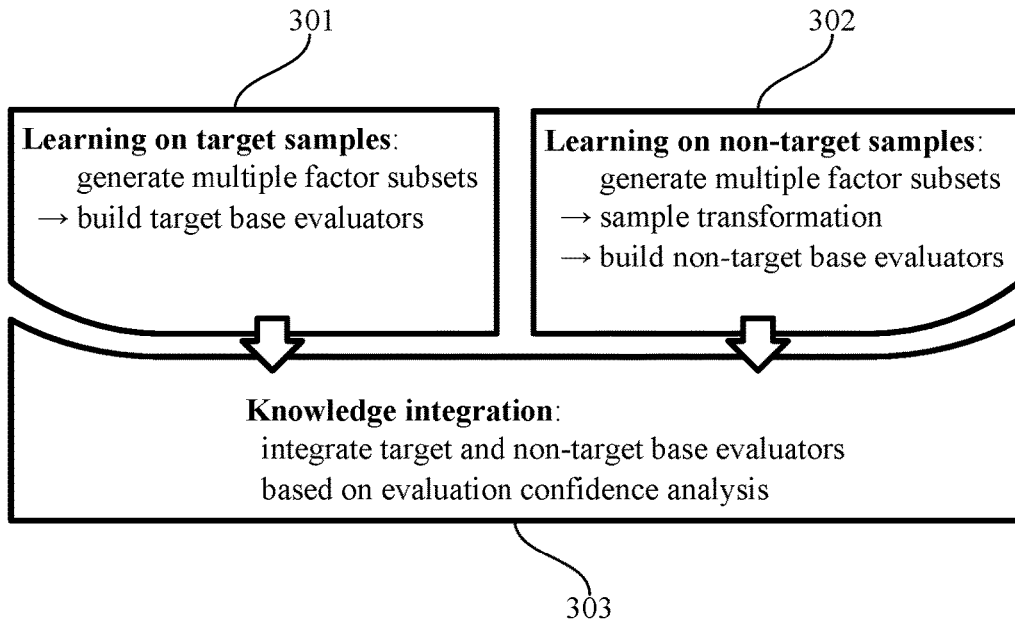 301
302
Learning on target samples:
generate multiple factor subsets
→ build target base evaluators
Learning on non-target samples:
generate multiple factor subsets
→ sample transformation
→ build non-target base evaluators
Knowledge integration:
integrate target and non-target base evaluators
based on evaluation confidence analysis
303